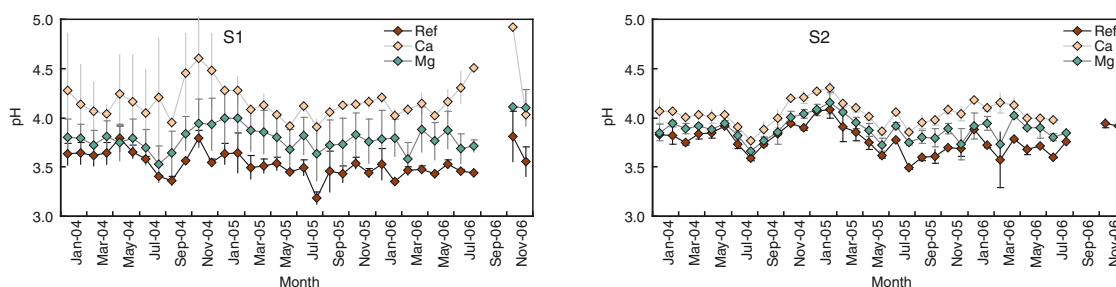 5.0
4.5
4.0
3.5
3.0
pH
S1
Ref
Ca
Mg
Jan-04
Mar-04
May-04
Jul-04
Sep-04
Nov-04
Jan-05
Mar-05
May-05
Jul-05
Sep-05
Nov-05
Jan-06
Mar-06
May-06
Jul-06
Sep-06
Nov-06
Month
5.0
4.5
4.0
3.5
3.0
pH
S2
Ref
Ca
Mg
Jan-04
Mar-04
May-04
Jul-04
Sep-04
Nov-04
Jan-05
Mar-05
May-05
Jul-05
Sep-05
Nov-05
Jan-06
Mar-06
May-06
Jul-06
Sep-06
Nov-06
Month